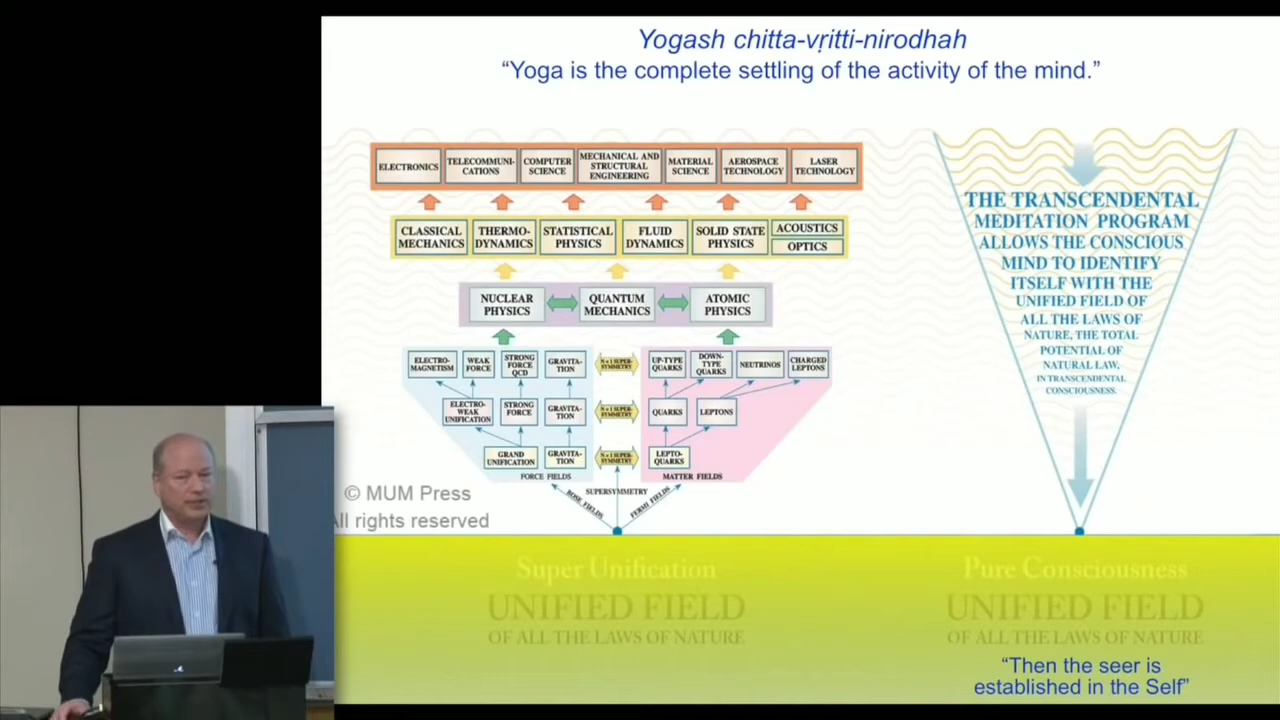 Yogash chitta-vṛitti-nirodhah
“Yoga is the complete settling of the activity of the mind.”
ELECTRONICS
TELECOMMUNI-
CATIONS
COMPUTER
SCIENCE
MECHANICAL AND
STRUCTURAL
ENGINEERING
MATERIAL
SCIENCE
AEROSPACE
TECHNOLOGY
LASER
TECHNOLOGY
CLASSICAL
MECHANICS
THERMO-
DYNAMICS
STATISTICAL
PHYSICS
FLUID
DYNAMICS
SOLID STATE
PHYSICS
ACOUSTICS
OPTICS
NUCLEAR
PHYSICS
QUANTUM
MECHANICS
ATOMIC
PHYSICS
ELECTRO-
MAGNETISM
WEAK
FORCE
STRONG
FORCE
QCD
GRAVITA-
TION
N = 1 SUPER-
SYMMETRY
UP-TYPE
QUARKS
DOWN-
TYPE
QUARKS
NEUTRINOS
CHARGED
LEPTONS
ELECTRO-
WEAK
UNIFICATION
STRONG
FORCE
GRAVITA-
TION
N = 1 SUPER-
SYMMETRY
QUARKS
LEPTONS
GRAND
UNIFICATION
GRAVITA-
TION
N = 1 SUPER-
SYMMETRY
LEPTO-
QUARKS
FORCE FIELDS
MATTER FIELDS
SUPERSYMMETRY
BOSE FIELDS
FERMI FIELDS
© MUM Press
All rights reserved
THE TRANSCENDENTAL
MEDITATION PROGRAM
ALLOWS THE CONSCIOUS
MIND TO IDENTIFY
ITSELF WITH THE
UNIFIED FIELD OF
ALL THE LAWS OF
NATURE, THE TOTAL
POTENTIAL OF
NATURAL LAW,
IN TRANSCENDENTAL
CONSCIOUSNESS.
Super Unification
UNIFIED FIELD
OF ALL THE LAWS OF NATURE
Pure Consciousness
UNIFIED FIELD
OF ALL THE LAWS OF NATURE
“Then the seer is
established in the Self”